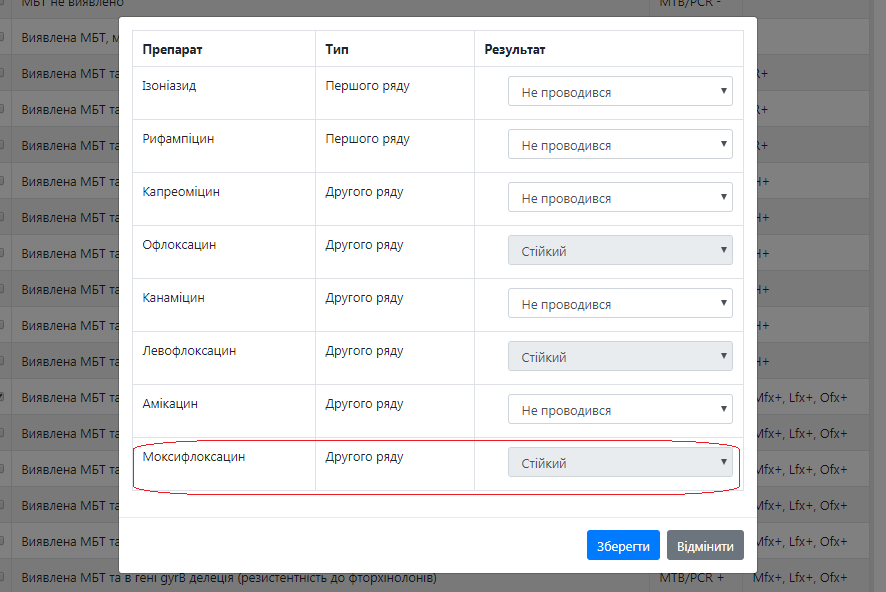 МБТ не виявлено MTB/PCR -
Виявлена МБТ, м
Виявлена МБТ та R+
Виявлена МБТ та R+
Виявлена МБТ та R+
Виявлена МБТ та H+
Виявлена МБТ та H+
Виявлена МБТ та H+
Виявлена МБТ та H+
Виявлена МБТ та H+
Виявлена МБТ та H+
Виявлена МБТ та Mfx+, Lfx+, Ofx+
Виявлена МБТ та Mfx+, Lfx+, Ofx+
Виявлена МБТ та Mfx+, Lfx+, Ofx+
Виявлена МБТ та Mfx+, Lfx+, Ofx+
Виявлена МБТ та Mfx+, Lfx+, Ofx+
Виявлена МБТ та в гені gyrB делеція (резистентність до фторхінолонів) MTB/PCR + Mfx+, Lfx+, Ofx+
Препарат Тип Результат
Ізоніазид Першого ряду Не проводився
Рифампіцин Першого ряду Не проводився
Капреоміцин Другого ряду Не проводився
Офлоксацин Другого ряду Стійкий
Канаміцин Другого ряду Не проводився
Левофлоксацин Другого ряду Стійкий
Амікацин Другого ряду Не проводився
Моксифлоксацин Другого ряду Стійкий
Зберегти Відмінити